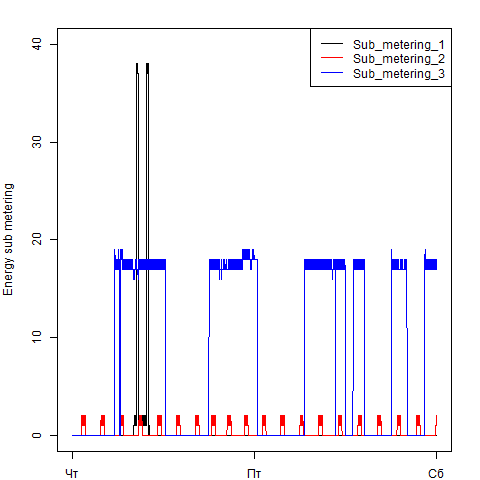 Sub_metering_1
Sub_metering_2
Sub_metering_3
Energy sub metering
40
30
20
10
0
Чт Пт Сб